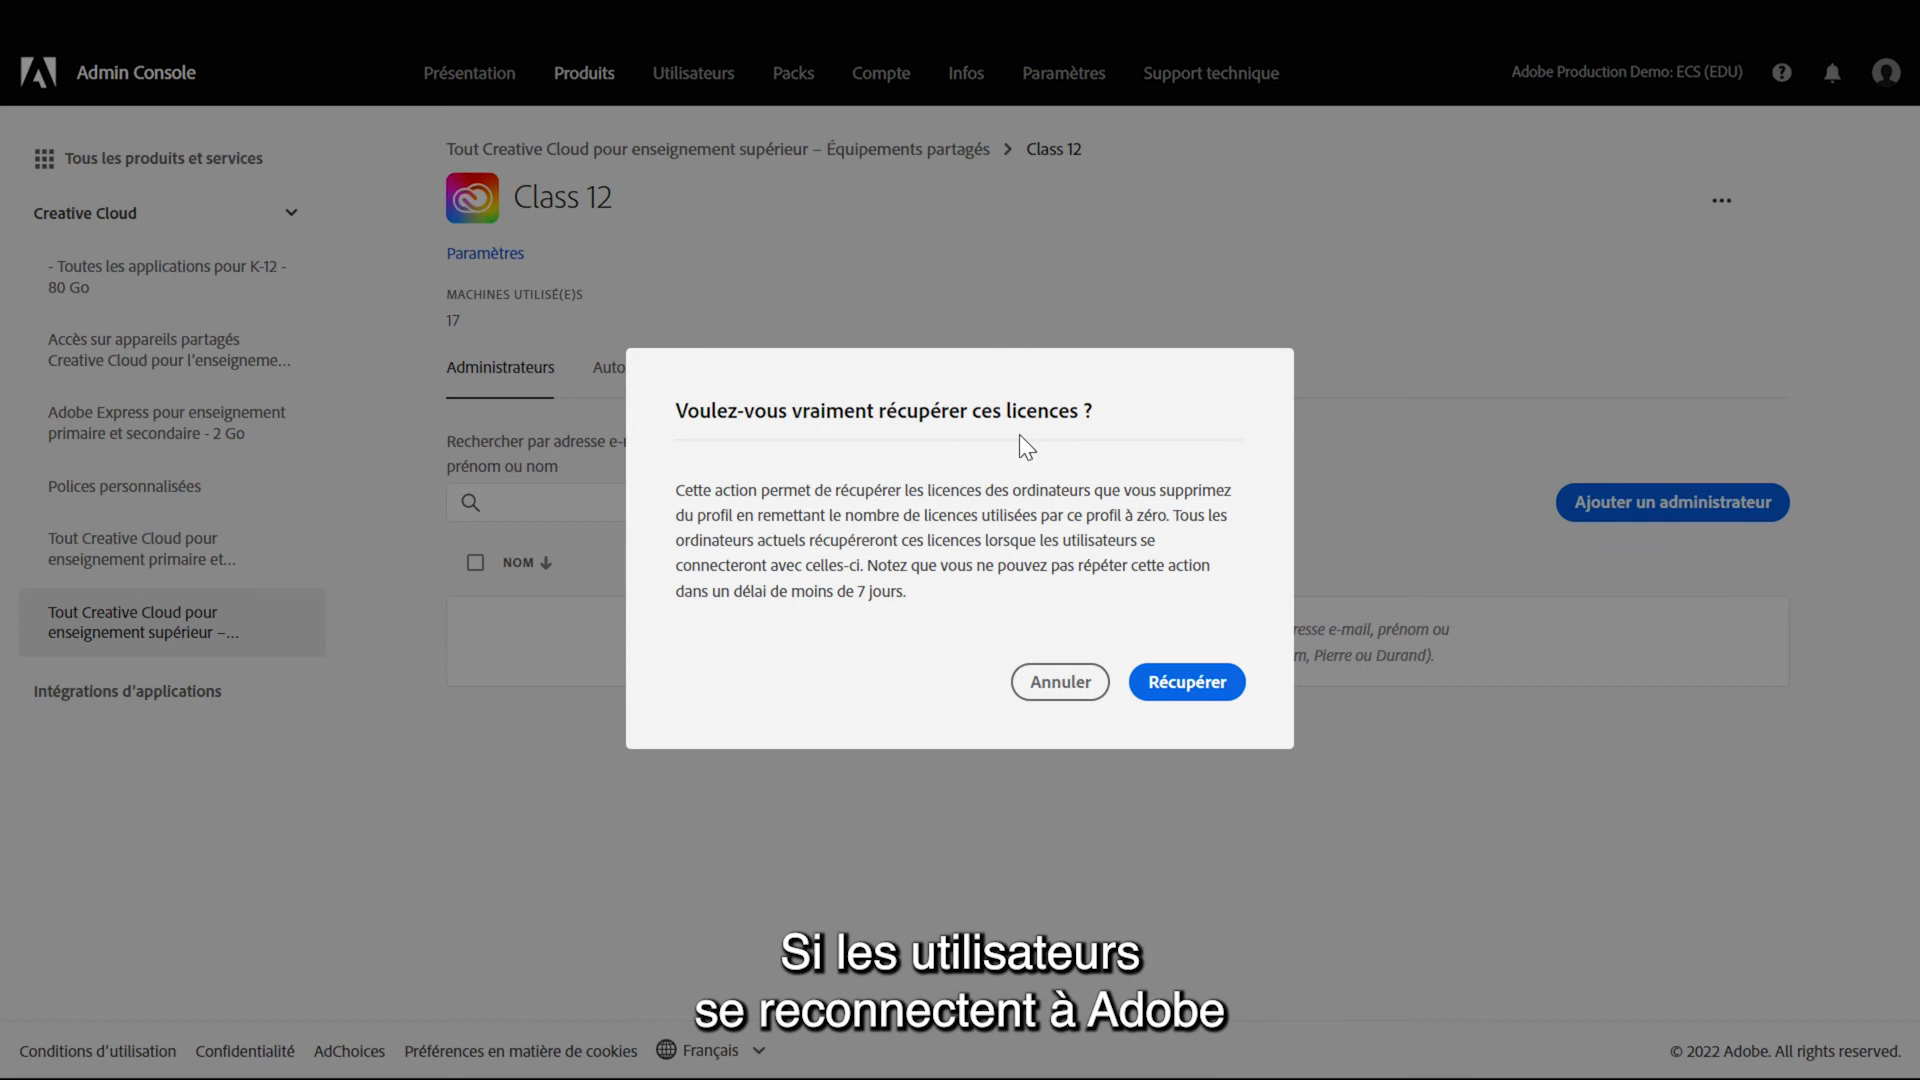 Admin Console
Présentation
Produits
Utilisateurs
Packs
Compte
Infos
Paramètres
Support technique
Adobe Production Demo: ECS (EDU)
Tous les produits et services
Creative Cloud
- Toutes les applications pour K-12 -
80 Go
Accès sur appareils partagés
Creative Cloud pour l'enseigneme...
Adobe Express pour enseignement
primaire et secondaire - 2 Go
Polices personnalisées
Tout Creative Cloud pour
enseignement primaire et...
Tout Creative Cloud pour
enseignement supérieur –...
Intégrations d'applications
Tout Creative Cloud pour enseignement supérieur – Équipements partagés > Class 12
Class 12
Paramètres
MACHINES UTILISÉ(E)S
17
Administrateurs
Auto
Rechercher par adresse e-
prénom ou nom
Ajouter un administrateur
NOM
resse e-mail, prénom ou
m, Pierre ou Durand).
Voulez-vous vraiment récupérer ces licences ?
Cette action permet de récupérer les licences des ordinateurs que vous supprimez
du profil en remettant le nombre de licences utilisées par ce profil à zéro. Tous les
ordinateurs actuels récupéreront ces licences lorsque les utilisateurs se
connecteront avec celles-ci. Notez que vous ne pouvez pas répéter cette action
dans un délai de moins de 7 jours.
Annuler
Récupérer
Si les utilisateurs
se reconnectent à Adobe
Conditions d'utilisation
Confidentialité
AdChoices
Préférences en matière de cookies
Français
© 2022 Adobe. All rights reserved.